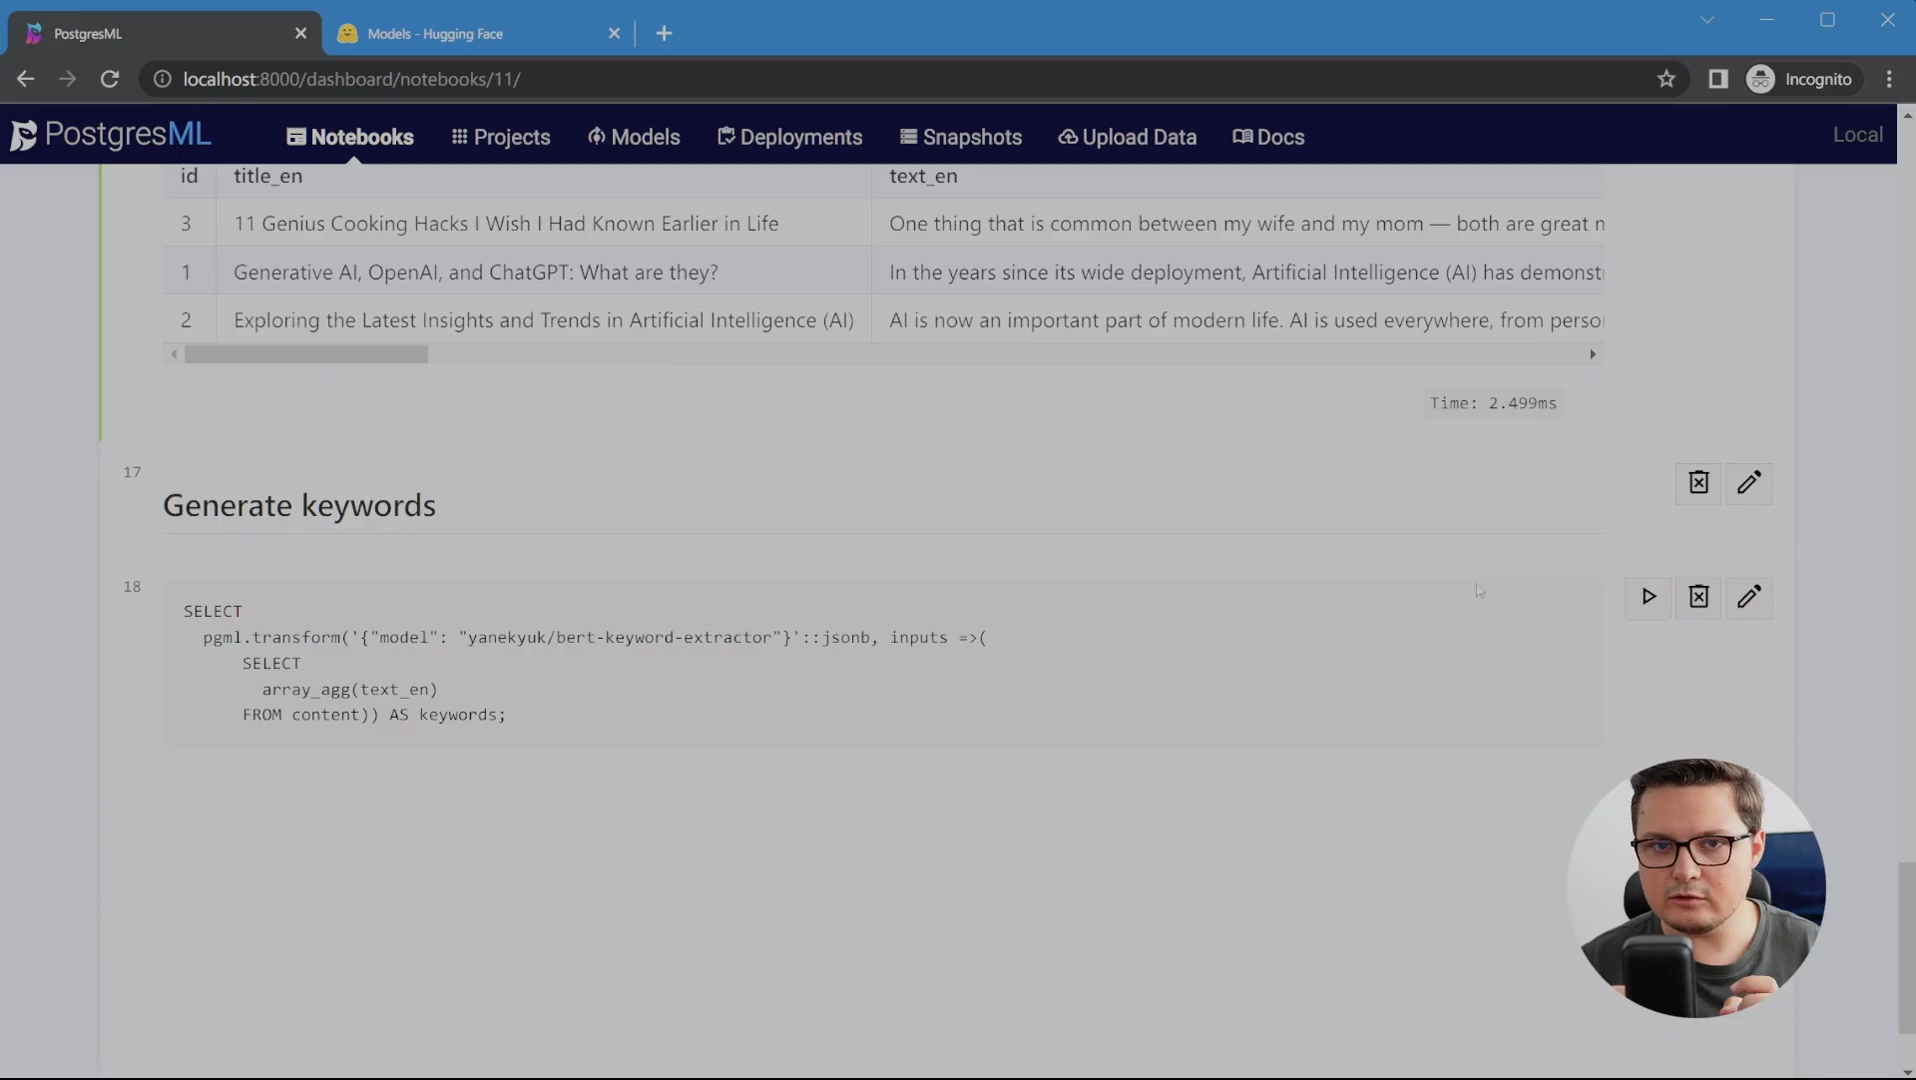 PostgresML
Models - Hugging Face
localhost:8000/dashboard/notebooks/11/
Incognito
PostgresML
Notebooks
Projects
Models
Deployments
Snapshots
Upload Data
Docs
Local
id title_en text_en
3 11 Genius Cooking Hacks I Wish I Had Known Earlier in Life One thing that is common between my wife and my mom — both are great
1 Generative AI, OpenAI, and ChatGPT: What are they? In the years since its wide deployment, Artificial Intelligence (AI) has demonst
2 Exploring the Latest Insights and Trends in Artificial Intelligence (AI) AI is now an important part of modern life. AI is used everywhere, from perso
Time: 2.499ms
17
Generate keywords
18
SELECT
pgml.transform('{"model": "yanekyuk/bert-keyword-extractor"}'::jsonb, inputs =>(
SELECT
array_agg(text_en)
FROM content)) AS keywords;